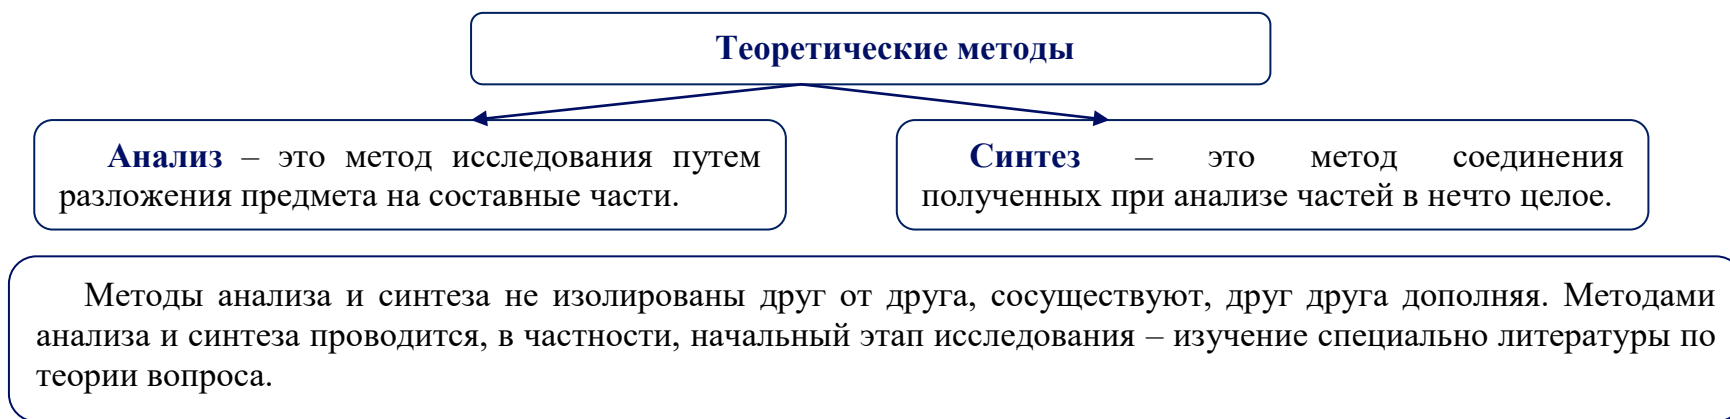 Теоретические методы
Анализ – это метод исследования путем
разложения предмета на составные части.
Синтез – это метод соединения
полученных при анализе частей в нечто целое.
Методы анализа и синтеза не изолированы друг от друга, сосуществуют, друг друга дополняя. Методами
анализа и синтеза проводится, в частности, начальный этап исследования – изучение специально литературы по
теории вопроса.